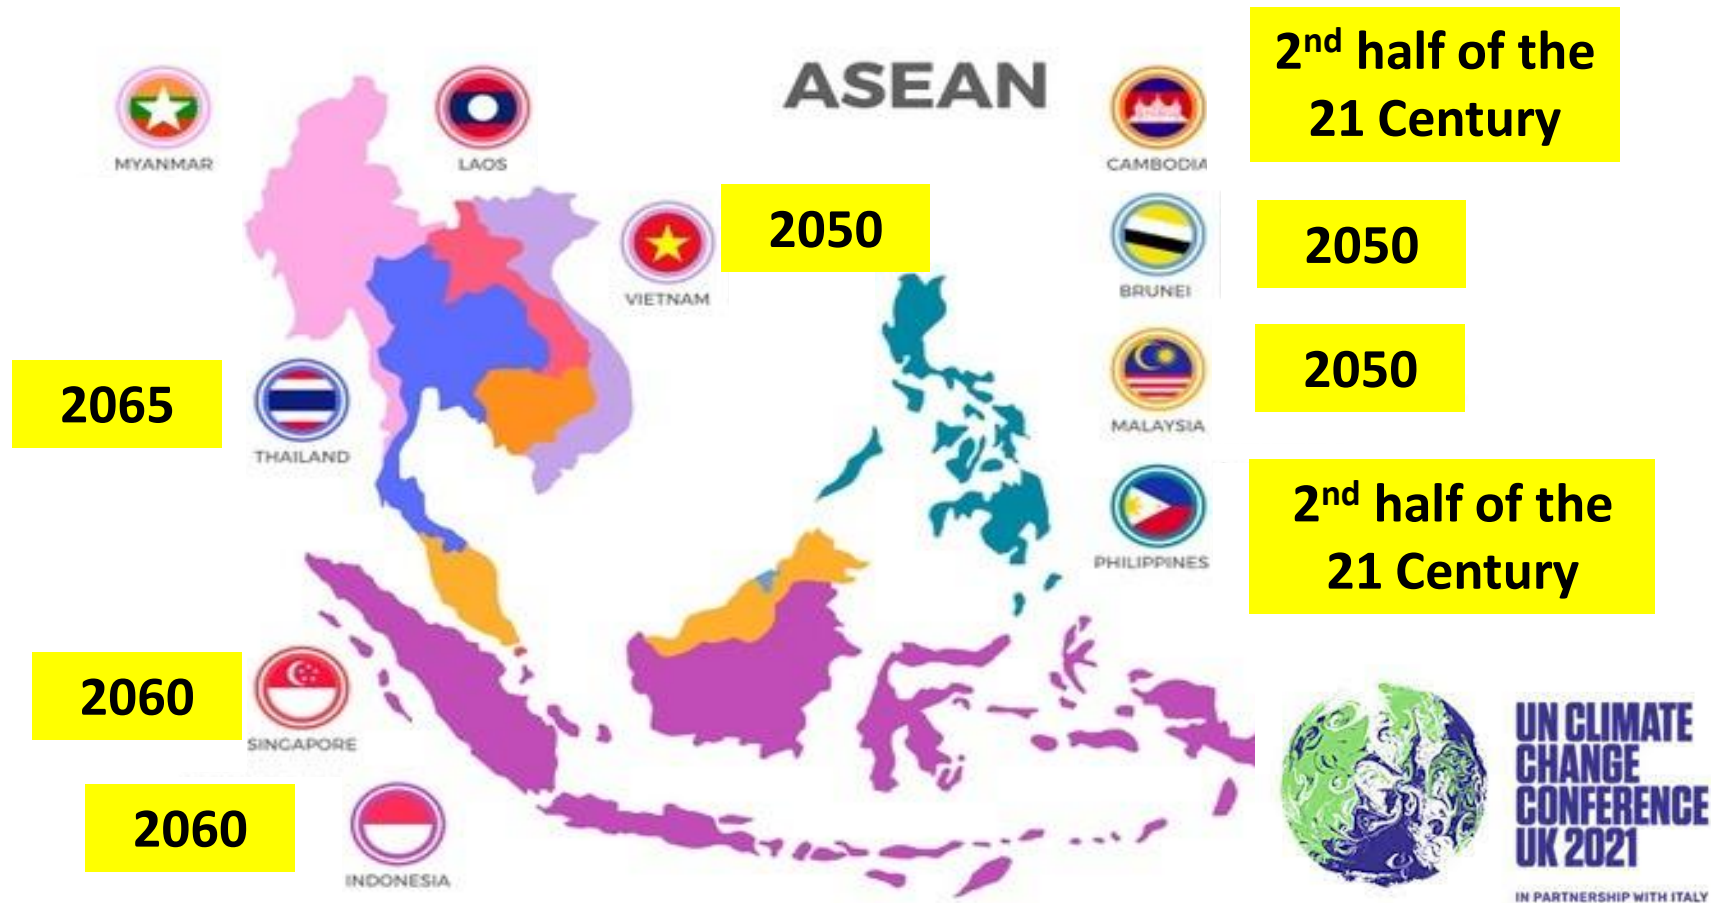 ASEAN
2nd half of the
21 Century
MYANMAR
LAOS
CAMBODIA
2050
VIETNAM
2050
BRUNEI
2065
THAILAND
2050
MALAYSIA
2nd half of the
21 Century
PHILIPPINES
2060
SINGAPORE
2060
INDONESIA
UN CLIMATE
CHANGE
CONFERENCE
UK 2021
IN PARTNERSHIP WITH ITALY